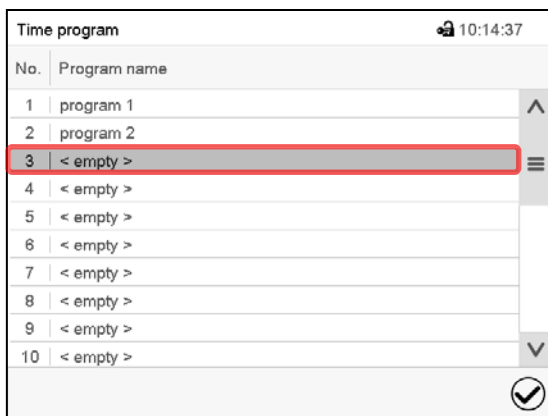 Time program 10:14:37
No. Program name
1 program 1
2 program 2
3 < empty >
4 < empty >
5 < empty >
6 < empty >
7 < empty >
8 < empty >
9 < empty >
10 < empty >